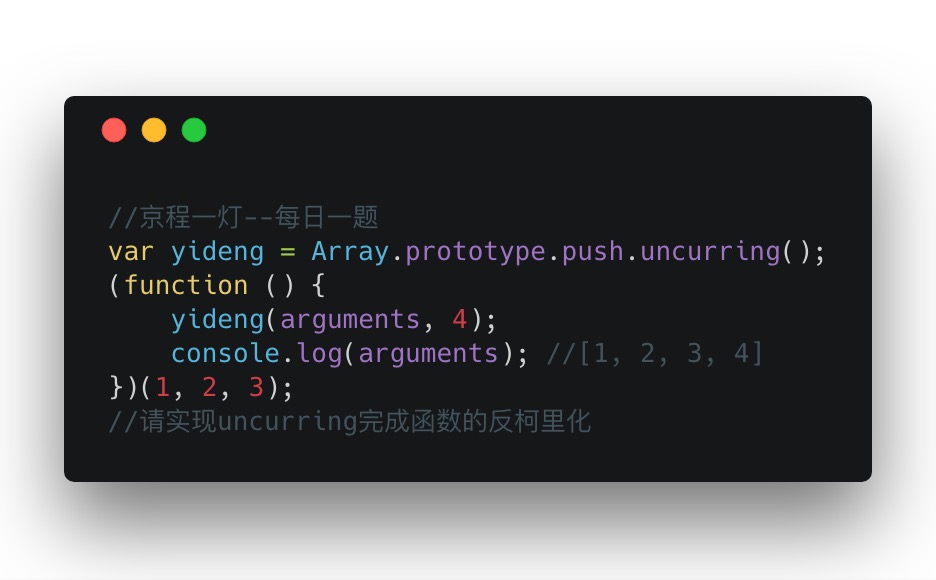 //京程一灯--每日一题
var yideng = Array.prototype.push.uncurring();
(function () {
    yideng(arguments, 4);
    console.log(arguments); //[1, 2, 3, 4]
})(1, 2, 3);
//请实现uncurring完成函数的反柯里化